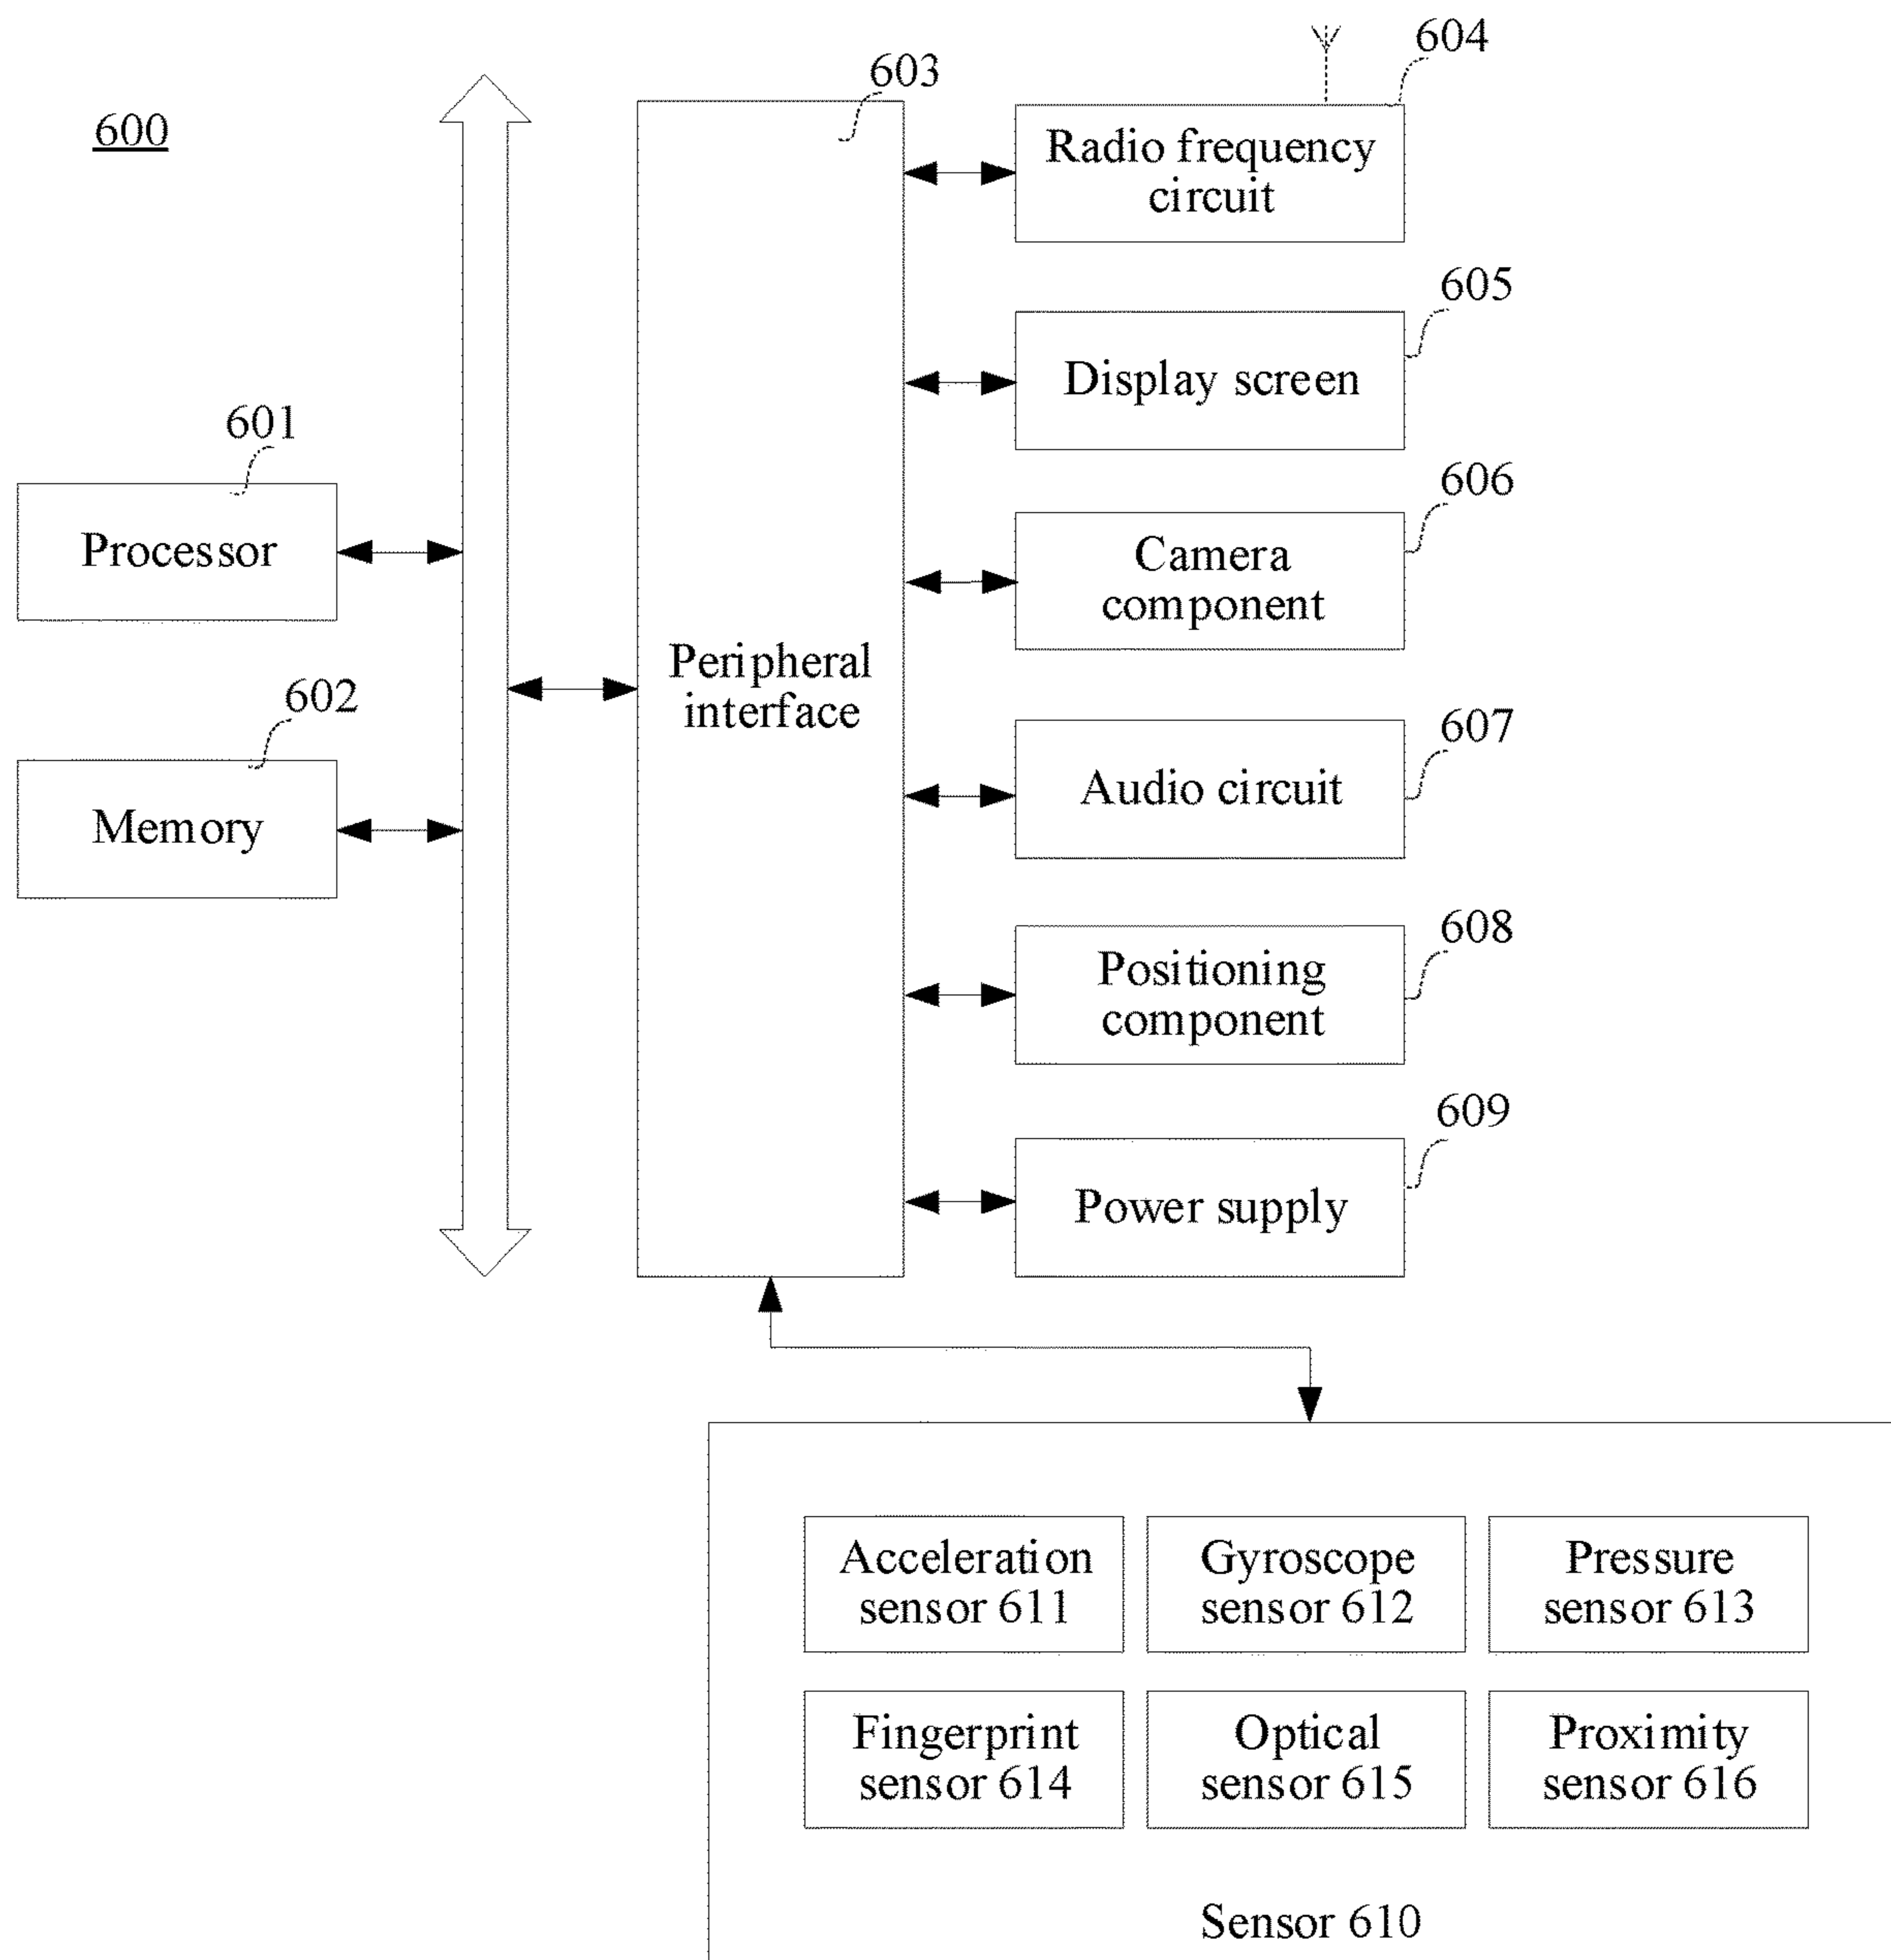 600
603
604
Radio frequency
circuit
605
Display screen
601
Processor
606
Camera
component
Peripheral
interface
602
Memory
607
Audio circuit
608
Positioning
component
609
Power supply
Acceleration
sensor 611
Gyroscope
sensor 612
Pressure
sensor 613
Fingerprint
sensor 614
Optical
sensor 615
Proximity
sensor 616
Sensor 610